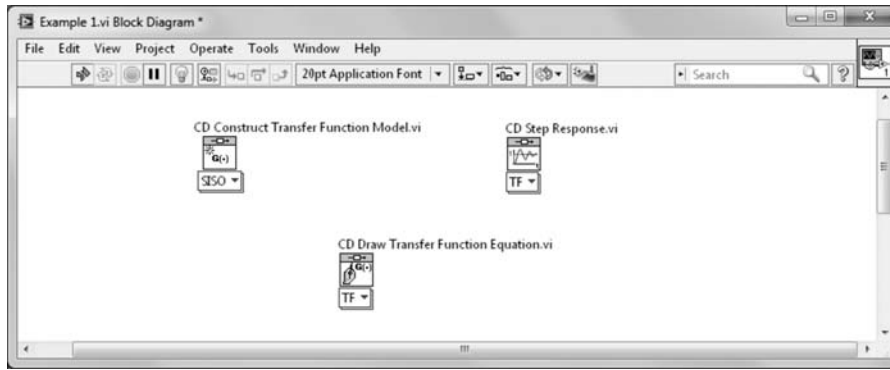 Example 1.vi Block Diagram *
File Edit View Project Operate Tools Window Help
20pt Application Font
Search
CD Construct Transfer Function Model.vi
G(·)
SISO
CD Step Response.vi
TF
CD Draw Transfer Function Equation.vi
G(·)
TF